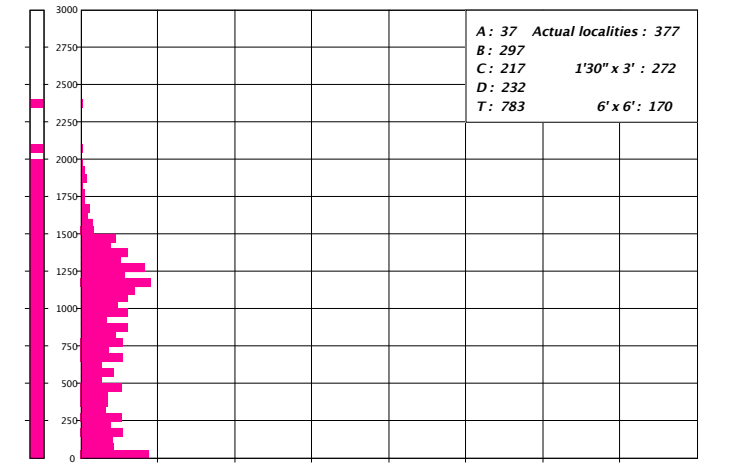 3000
A : 37 Actual localities : 377
2750
B : 297
C : 217 1'30" x 3' : 272
2500
D : 232
T : 783 6' x 6' : 170
2250
2000
1750
1500
1250
1000
750
500
250
0